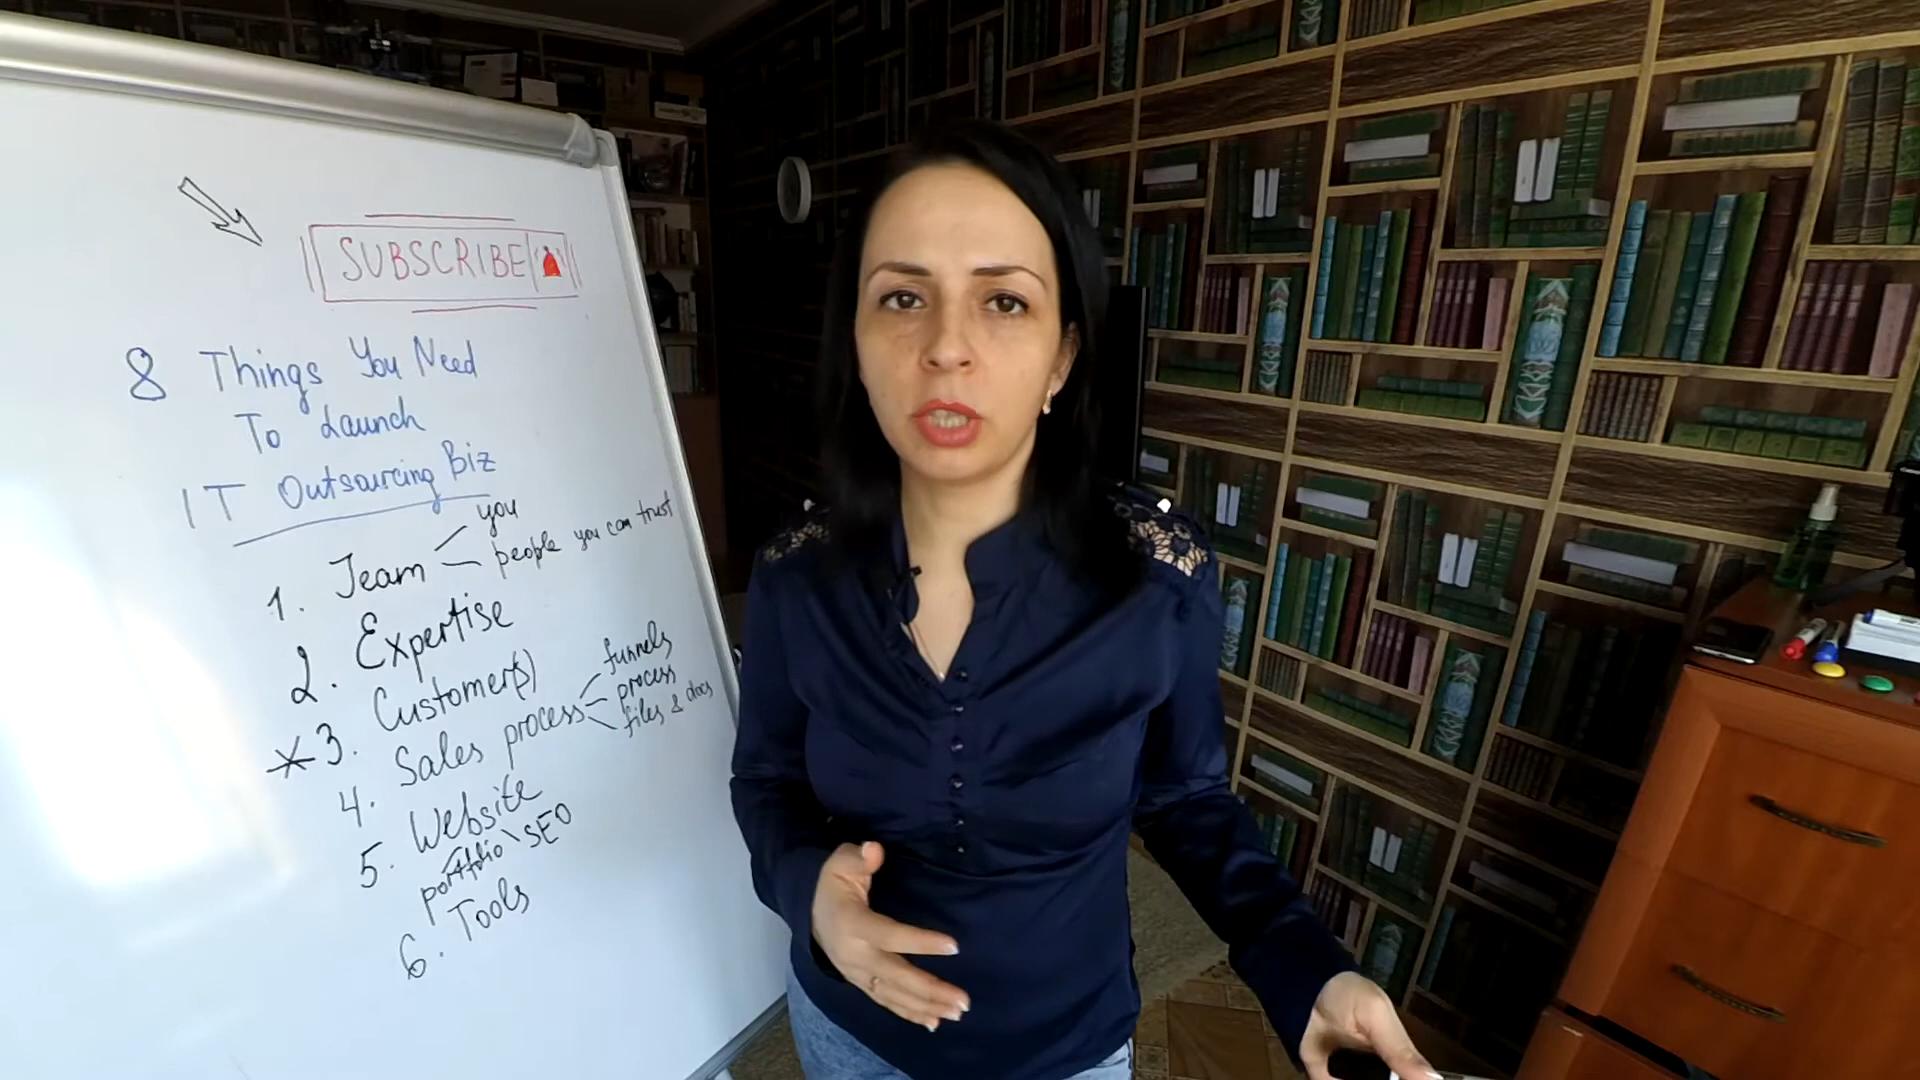 SUBSCRIBE
8 Things You Need
To Launch
IT Outsourcing Biz
1. Team
you
people you can trust
2. Expertise
* 3. Customer(s)
4. Sales process
funnels
process
files & docs
5. Website
portfolio SEO
6. Tools